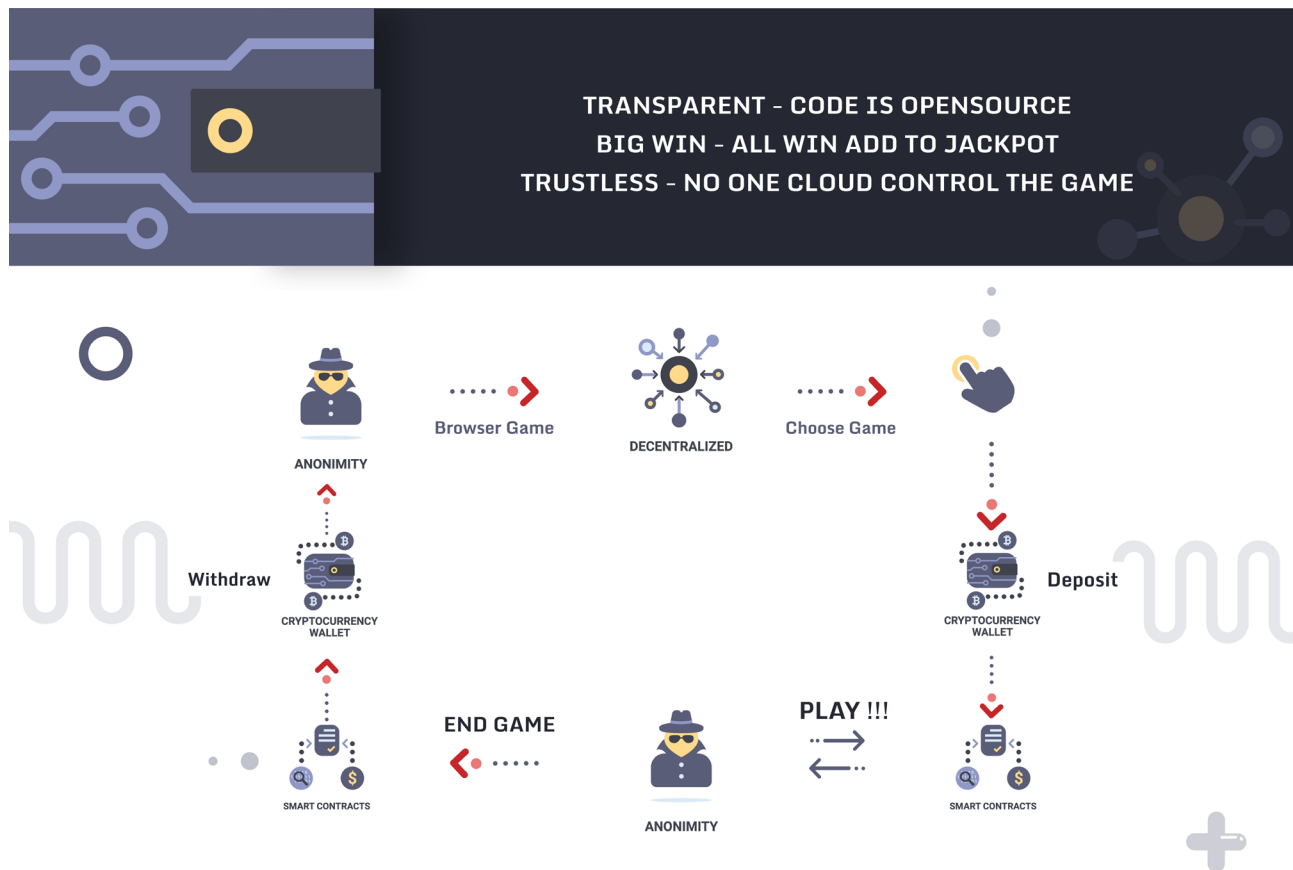 TRANSPARENT - CODE IS OPENSOURCE
BIG WIN - ALL WIN ADD TO JACKPOT
TRUSTLESS - NO ONE CLOUD CONTROL THE GAME
ANONIMITY
Browser Game
DECENTRALIZED
Choose Game
Withdraw
CRYPTOCURRENCY
WALLET
CRYPTOCURRENCY
WALLET
Deposit
SMART CONTRACTS
END GAME
ANONIMITY
PLAY !!!
SMART CONTRACTS